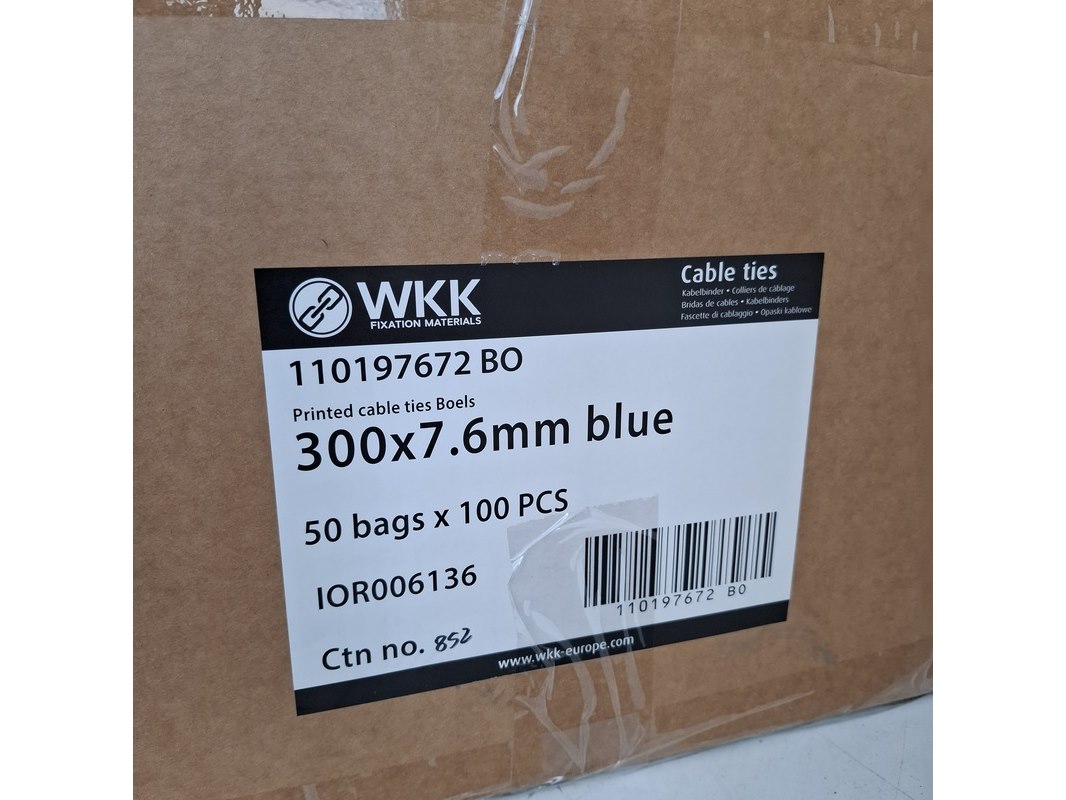 WKK
FIXATION MATERIALS
Cable ties
Kabelbinder • Colliers de câblage
Bridas de cables • Kabelbinders
Fascette di cablaggio • Opaski kablowe
110197672 BO
Printed cable ties Boels
300x7.6mm blue
50 bags x 100 PCS
IOR006136
110197672 BO
Ctn no. 852
www.wkk-europe.com